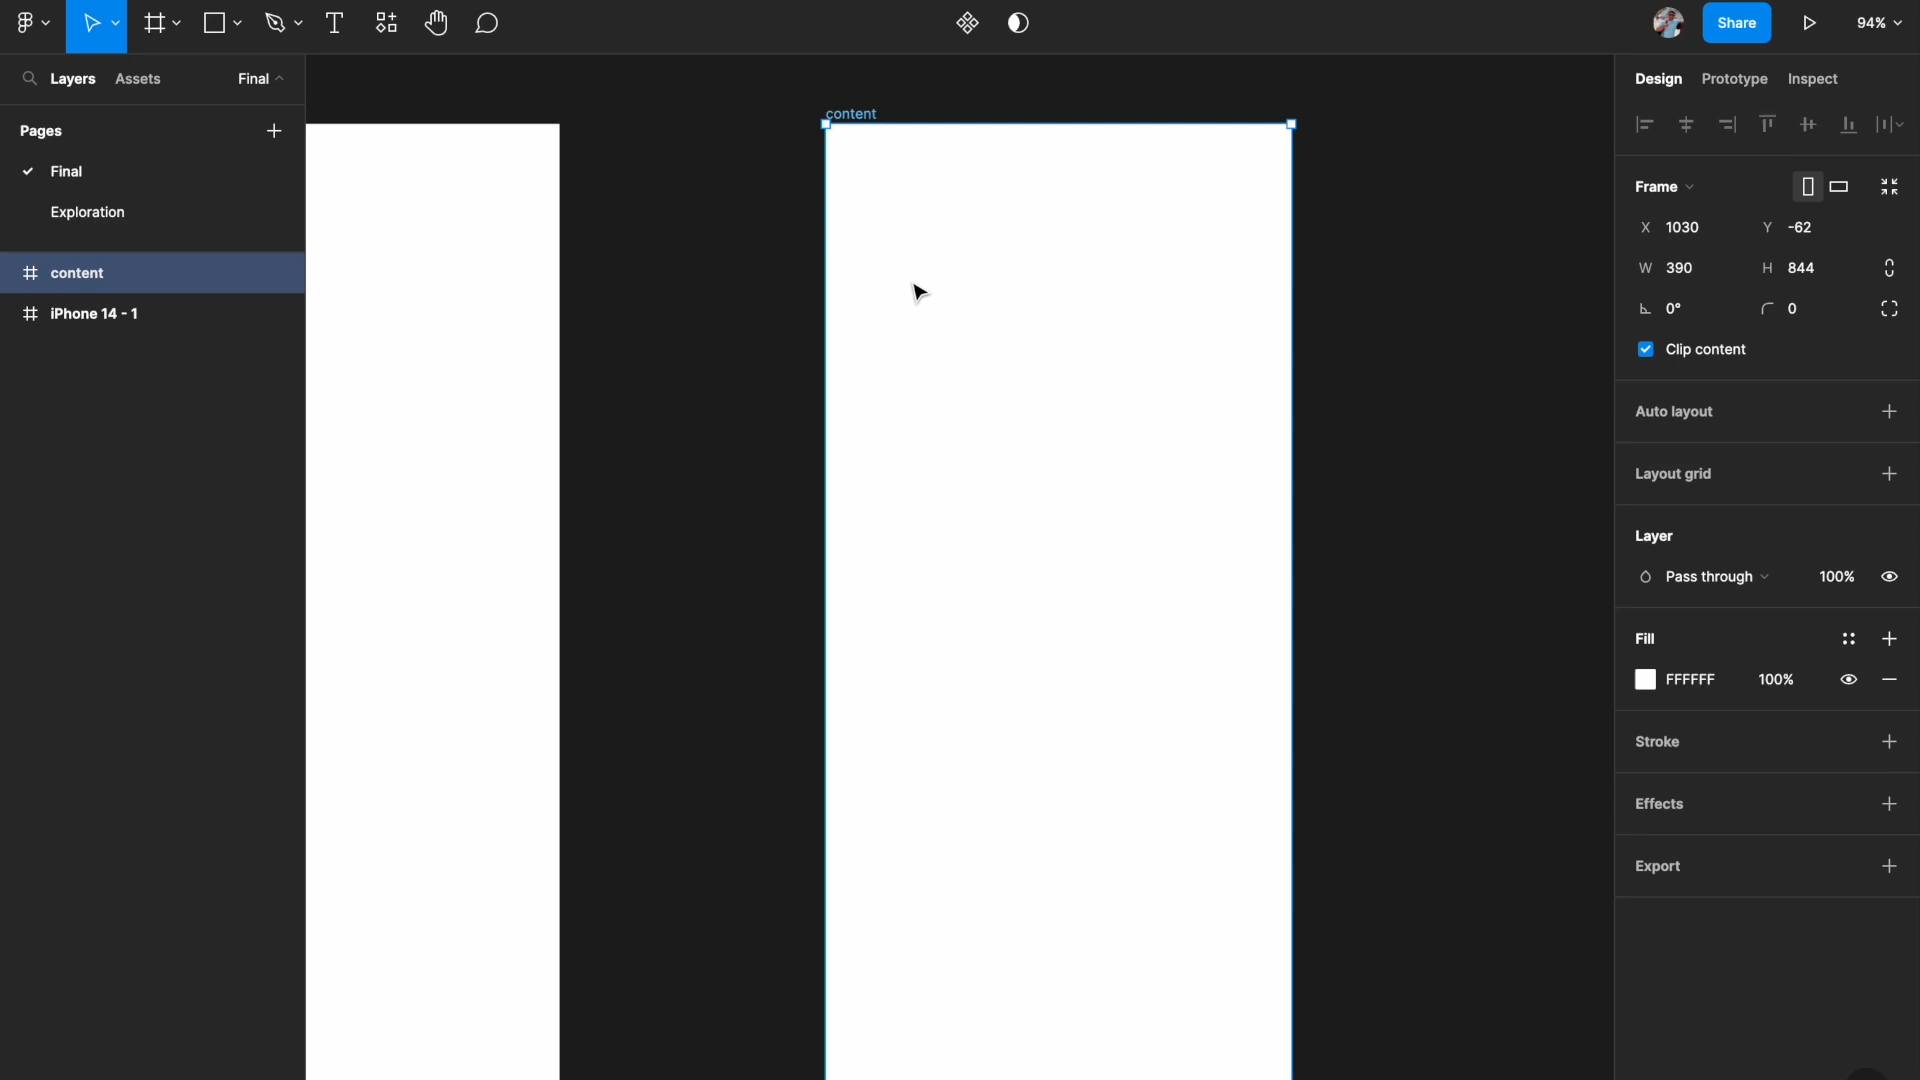 Share
94%
Layers
Assets
Final
Design
Prototype
Inspect
content
Pages
Final
Exploration
content
iPhone 14 - 1
Frame
X 1030
Y -62
W 390
H 844
0°
0
Clip content
Auto layout
Layout grid
Layer
Pass through
100%
Fill
FFFFFF
100%
Stroke
Effects
Export